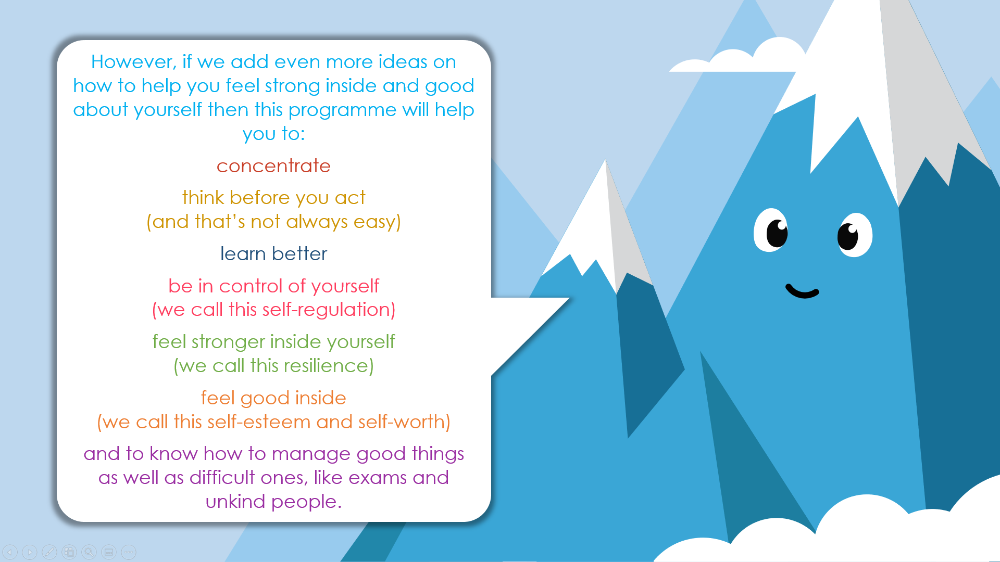 However, if we add even more ideas on
how to help you feel strong inside and good
about yourself then this programme will help
you to:
concentrate
think before you act
(and that’s not always easy)
learn better
be in control of yourself
(we call this self-regulation)
feel stronger inside yourself
(we call this resilience)
feel good inside
(we call this self-esteem and self-worth)
and to know how to manage good things
as well as difficult ones, like exams and
unkind people.